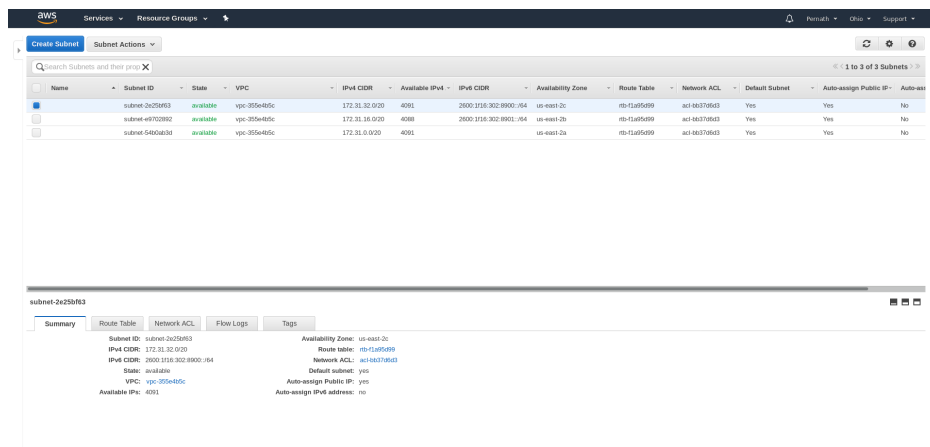 aws Services Resource Groups Pernath Ohio Support
Create Subnet Subnet Actions
Search Subnets and their prop 1 to 3 of 3 Subnets
Name Subnet ID State VPC IPv4 CIDR Available IPv4 IPv6 CIDR Availability Zone Route Table Network ACL Default Subnet Auto-assign Public IP Auto-ass
subnet-2e25bf63 available vpc-355e4b5c 172.31.32.0/20 4091 2600:1f16:302:8900::/64 us-east-2c rtb-f1a95d99 acl-bb37d6d3 Yes Yes No
subnet-e9702892 available vpc-355e4b5c 172.31.16.0/20 4088 2600:1f16:302:8901::/64 us-east-2b rtb-f1a95d99 acl-bb37d6d3 Yes Yes No
subnet-54b0ab3d available vpc-355e4b5c 172.31.0.0/20 4091 us-east-2a rtb-f1a95d99 acl-bb37d6d3 Yes Yes No
subnet-2e25bf63
Summary Route Table Network ACL Flow Logs Tags
Subnet ID: subnet-2e25bf63 Availability Zone: us-east-2c
IPv4 CIDR: 172.31.32.0/20 Route table: rtb-f1a95d99
IPv6 CIDR: 2600:1f16:302:8900::/64 Network ACL: acl-bb37d6d3
State: available Default subnet: yes
VPC: vpc-355e4b5c Auto-assign Public IP: yes
Available IPs: 4091 Auto-assign IPv6 address: no